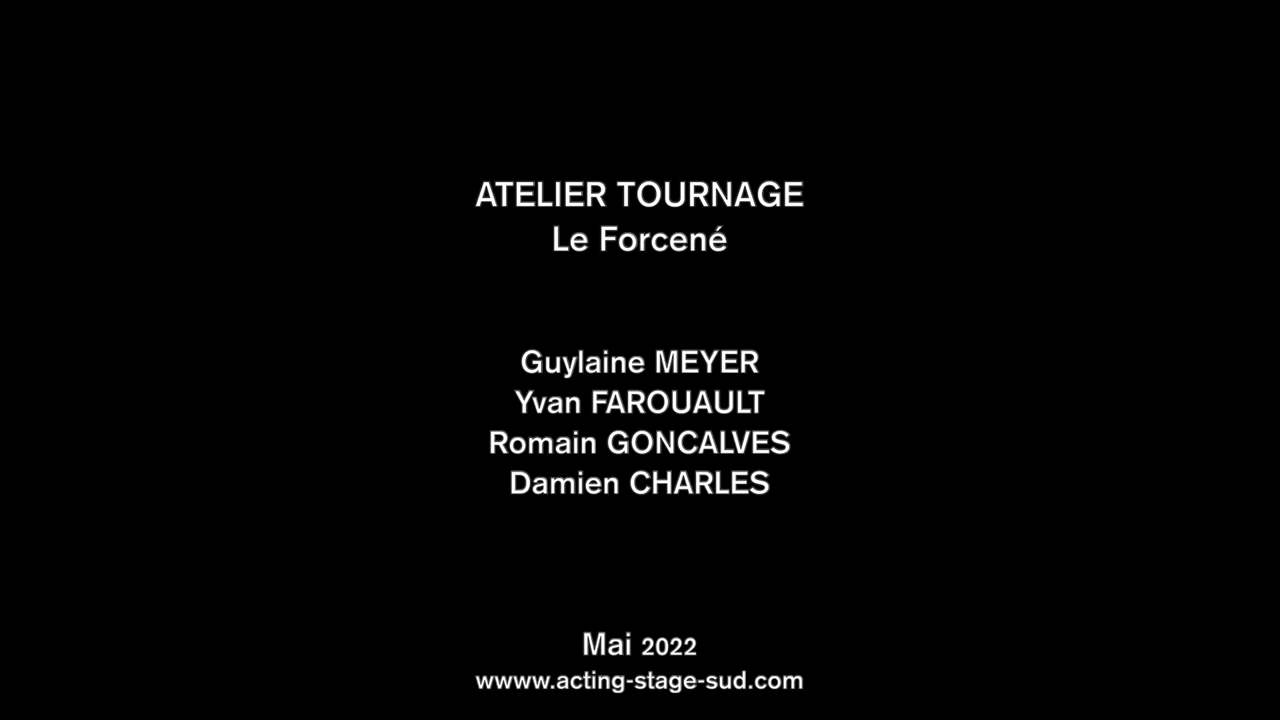 ATELIER TOURNAGE
Le Forcené
Guylaine MEYER
Yvan FAROUAULT
Romain GONCALVES
Damien CHARLES
Mai 2022
wwww.acting-stage-sud.com